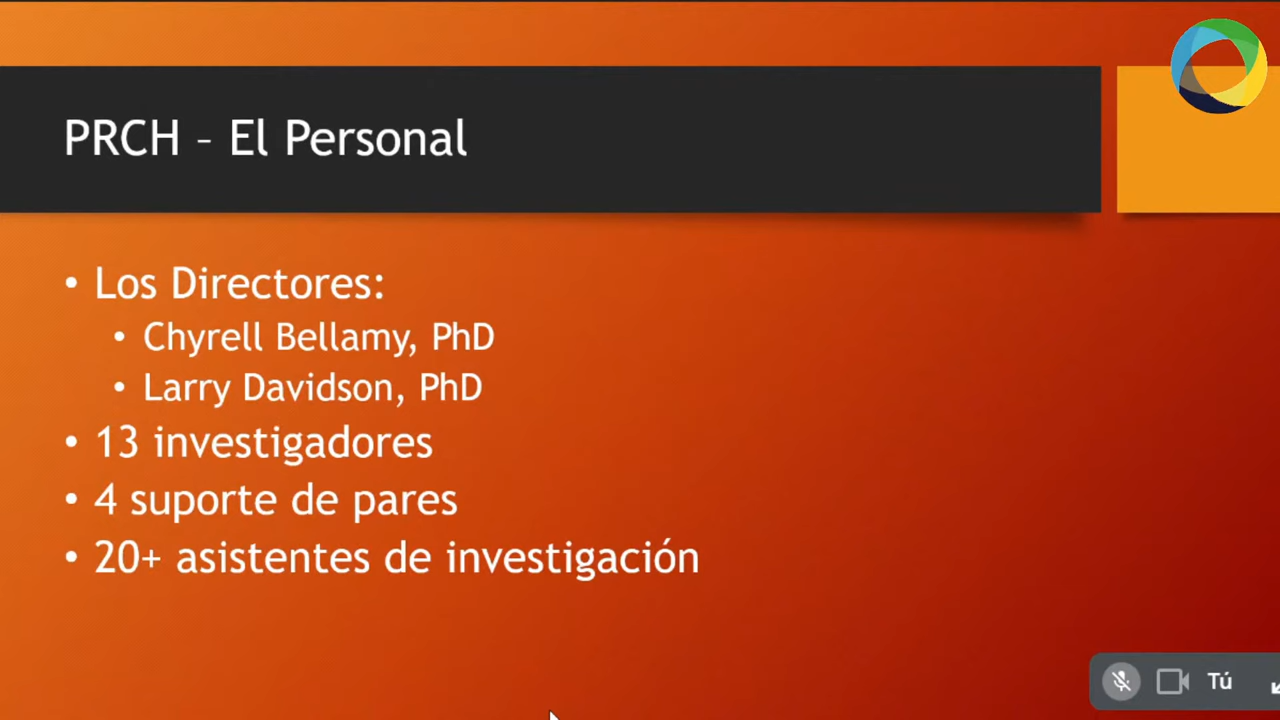 PRCH – El Personal
• Los Directores:
• Chyrell Bellamy, PhD
• Larry Davidson, PhD
• 13 investigadores
• 4 suporte de pares
• 20+ asistentes de investigación
Tú